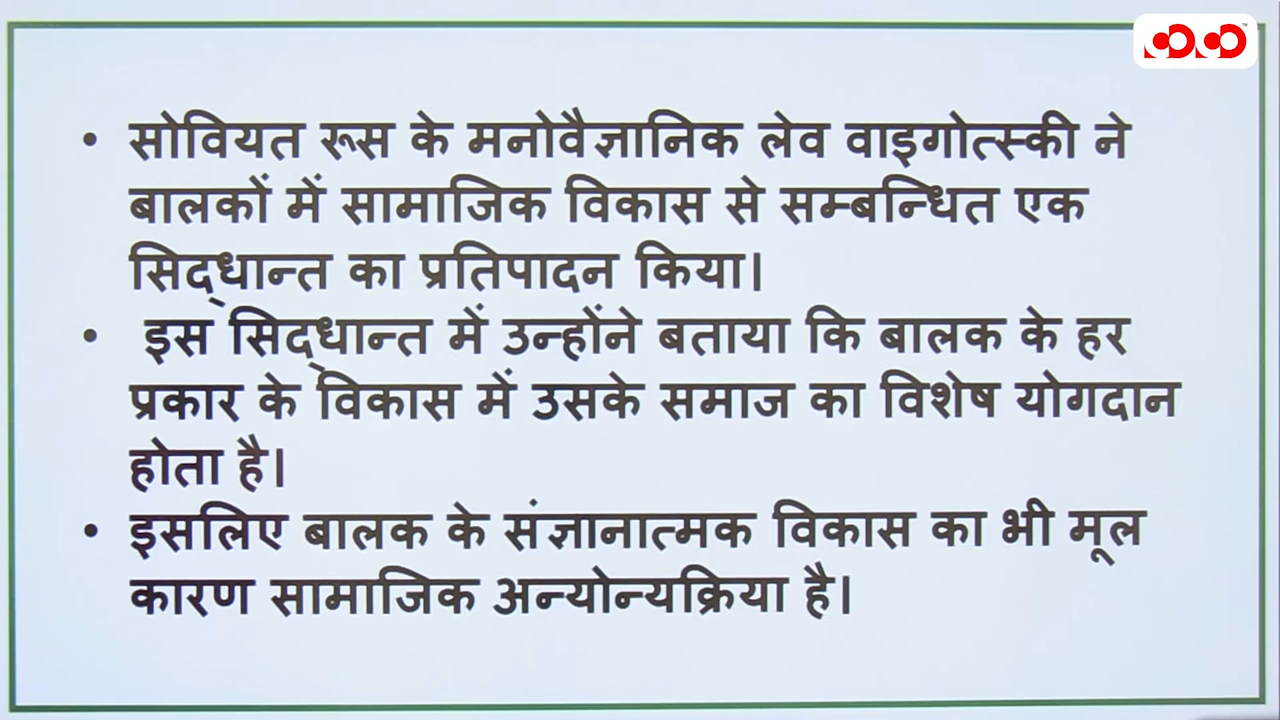 • सोवियत रूस के मनोवैज्ञानिक लेव वाइगोत्स्की ने
बालकों में सामाजिक विकास से सम्बन्धित एक
सिद्धान्त का प्रतिपादन किया।
• इस सिद्धान्त में उन्होंने बताया कि बालक के हर
प्रकार के विकास में उसके समाज का विशेष योगदान
होता है।
• इसलिए बालक के संज्ञानात्मक विकास का भी मूल
कारण सामाजिक अन्योन्यक्रिया है।